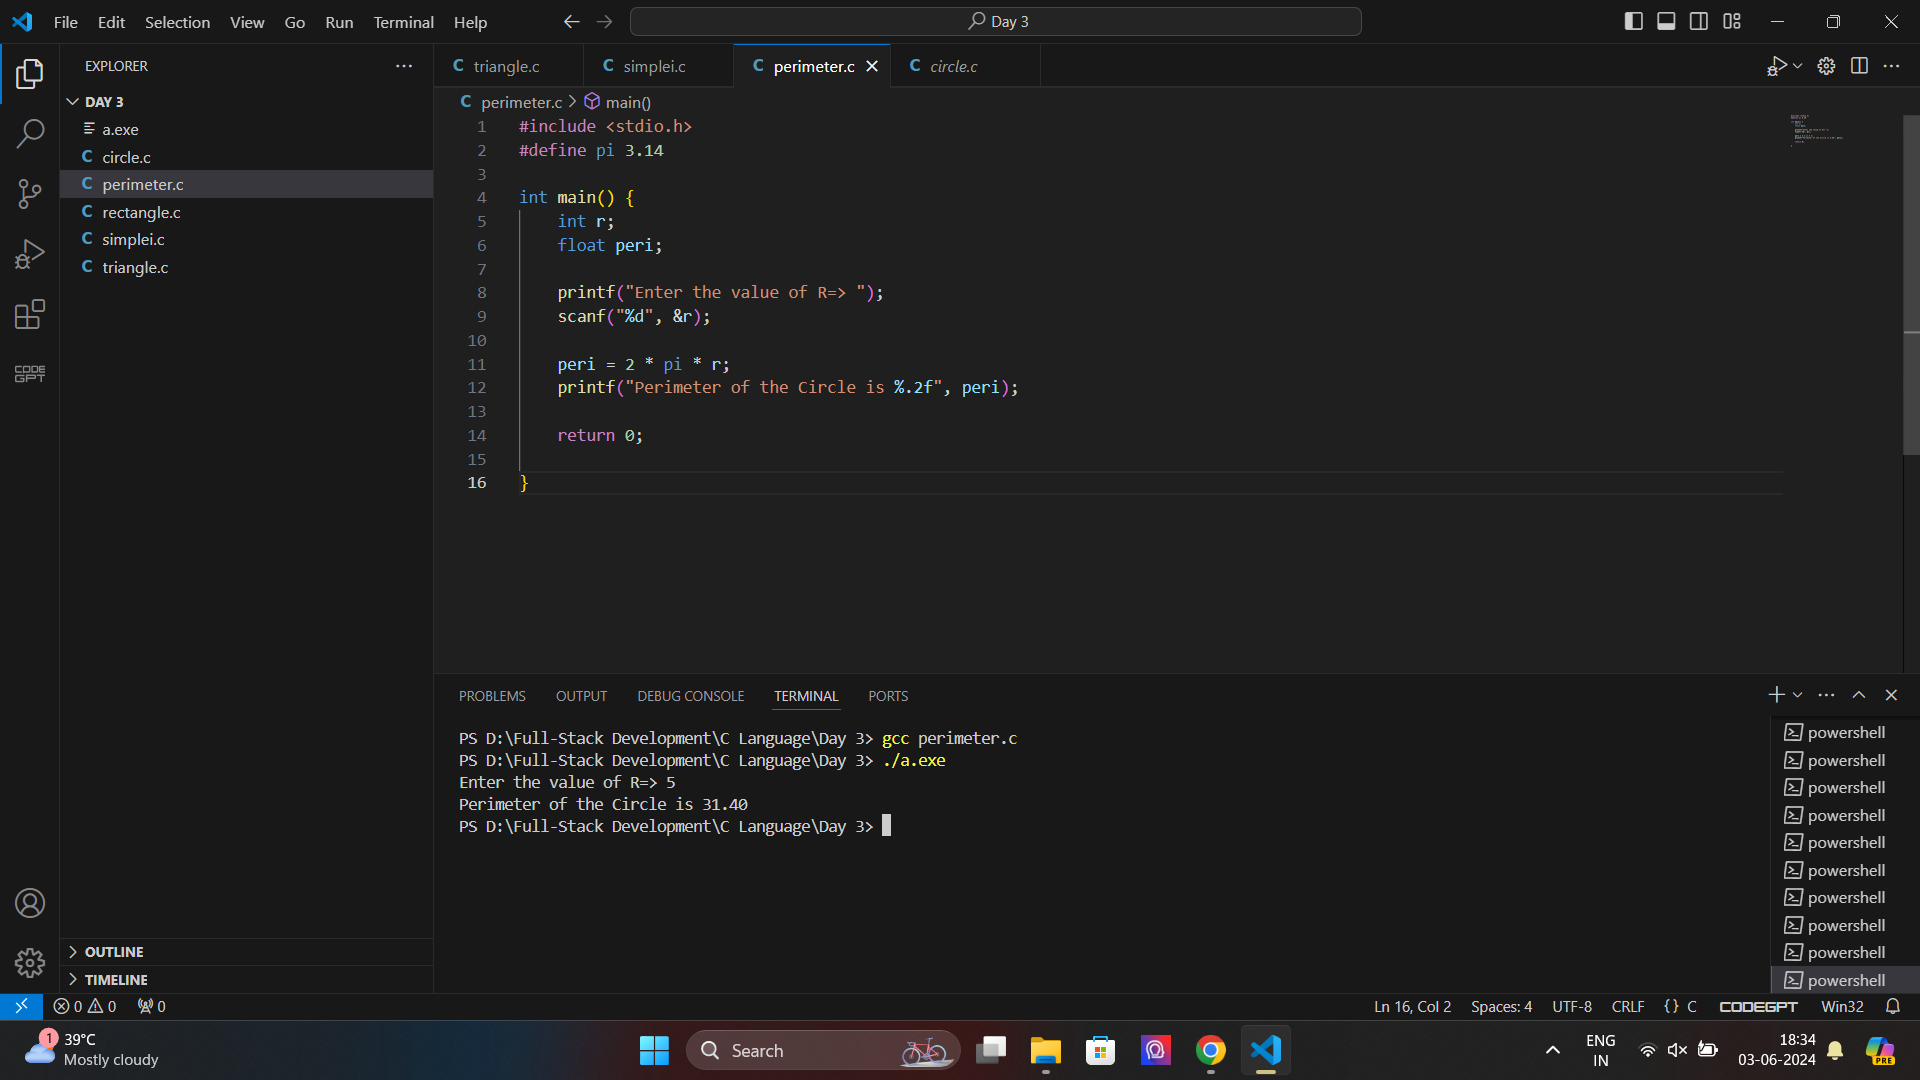 File Edit Selection View Go Run Terminal Help
Day 3
EXPLORER
DAY 3
a.exe
C circle.c
C perimeter.c
C rectangle.c
C simplei.c
C triangle.c
CODE
GPT
OUTLINE
TIMELINE
C triangle.c
C simplei.c
C perimeter.c
C circle.c
C perimeter.c > main()
1 #include <stdio.h>
2 #define pi 3.14
3
4 int main() {
5 int r;
6 float peri;
7
8 printf("Enter the value of R=> ");
9 scanf("%d", &r);
10
11 peri = 2 * pi * r;
12 printf("Perimeter of the Circle is %.2f", peri);
13
14 return 0;
15
16 }
PROBLEMS OUTPUT DEBUG CONSOLE TERMINAL PORTS
PS D:\Full-Stack Development\C Language\Day 3> gcc perimeter.c
PS D:\Full-Stack Development\C Language\Day 3> ./a.exe
Enter the value of R=> 5
Perimeter of the Circle is 31.40
PS D:\Full-Stack Development\C Language\Day 3>
powershell
powershell
powershell
powershell
powershell
powershell
powershell
powershell
powershell
powershell
0 0 0
Ln 16, Col 2 Spaces: 4 UTF-8 CRLF {} C CODEGPT Win32
1
39°C
Mostly cloudy
Search
ENG
IN
18:34
03-06-2024
PRE